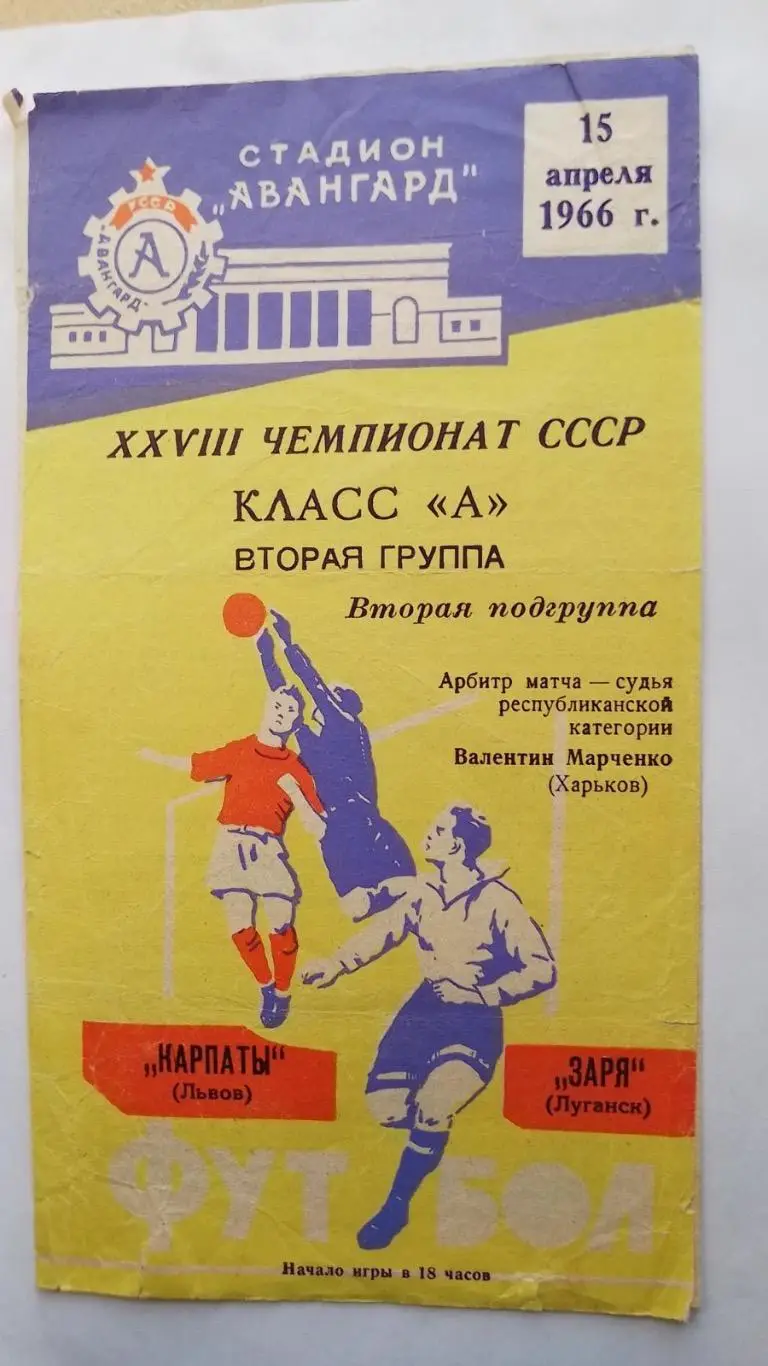 СТАДИОН
„АВАНГАРД"
15
апреля
1966 г.
УССР
А
„АВАНГАРД"
XXVIII ЧЕМПИОНАТ СССР
КЛАСС «А»
ВТОРАЯ ГРУППА
Вторая подгруппа
Арбитр матча — судья
республиканской
категории
Валентин Марченко
(Харьков)
„КАРПАТЫ"
(Львов)
„ЗАРЯ"
(Луганск)
ФУТБОЛ
Начало игры в 18 часов